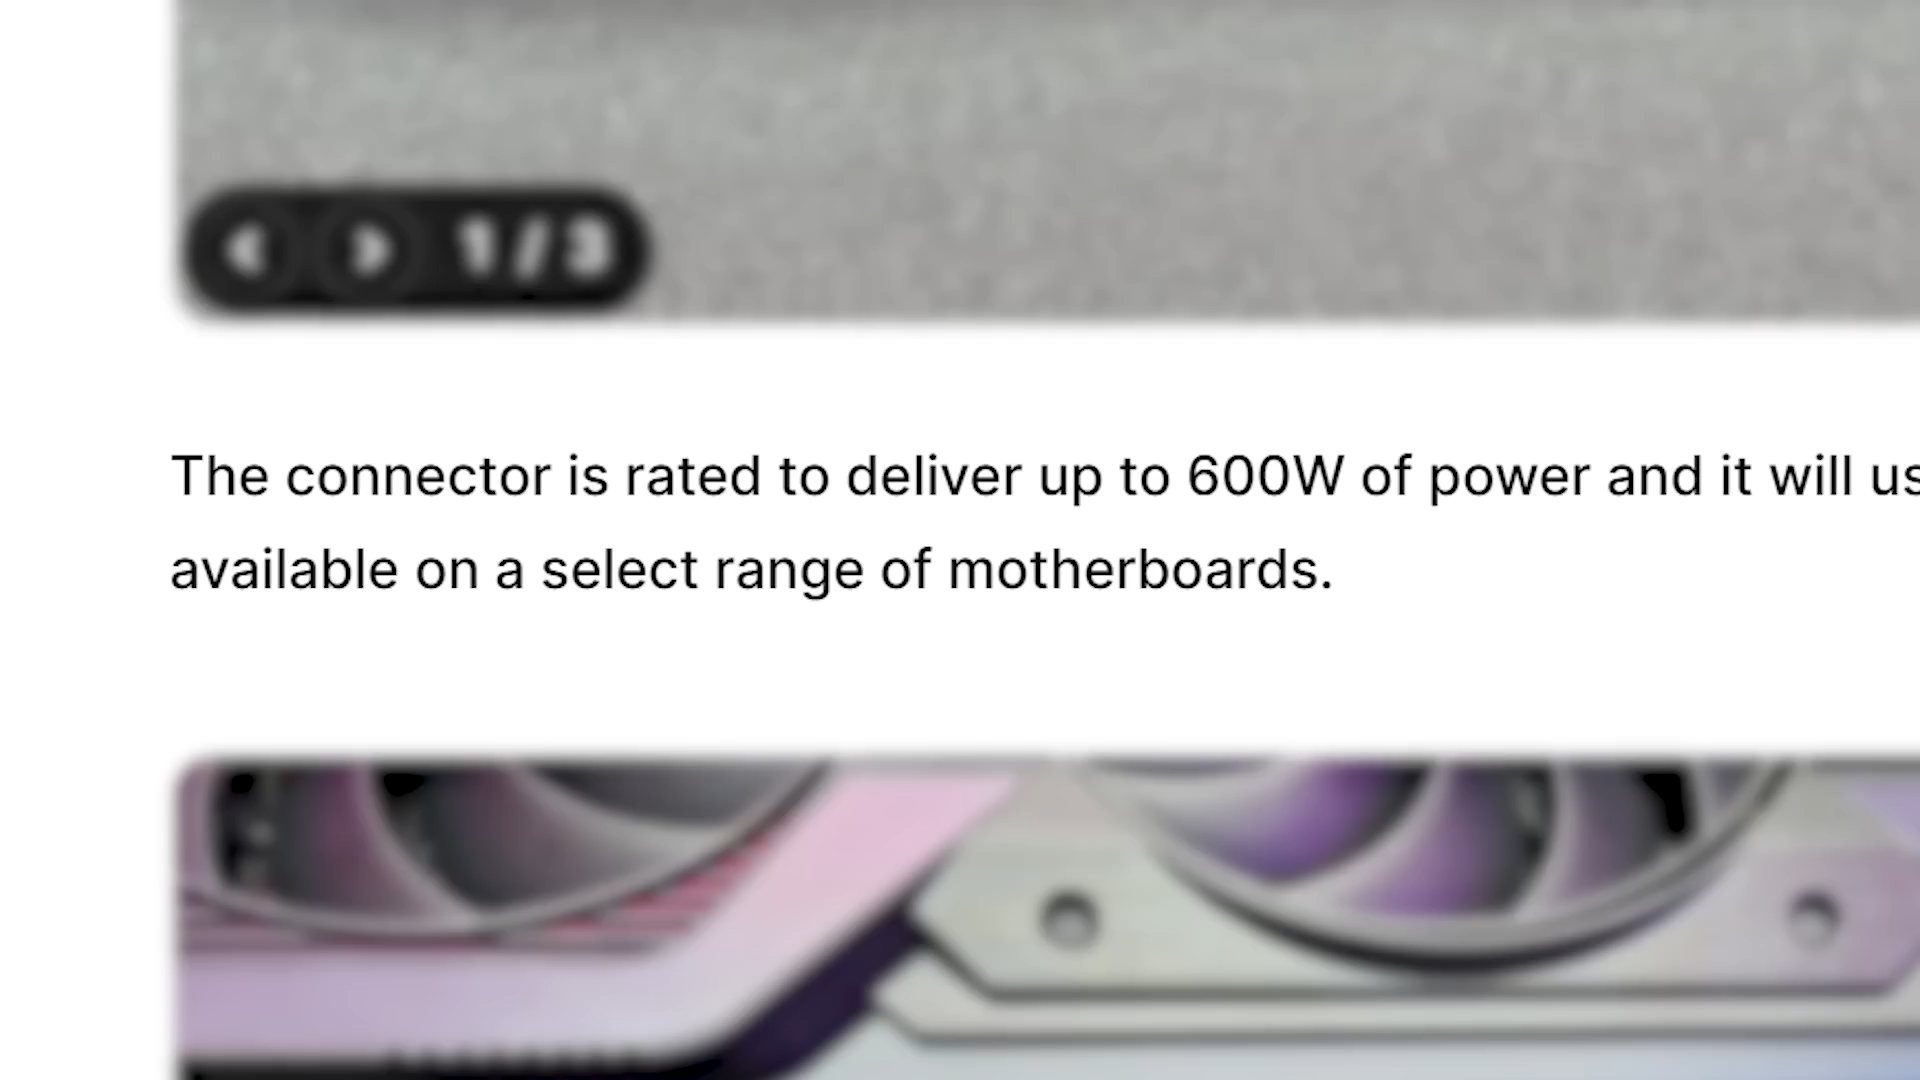 1/3
The connector is rated to deliver up to 600W of power and it will us
available on a select range of motherboards.